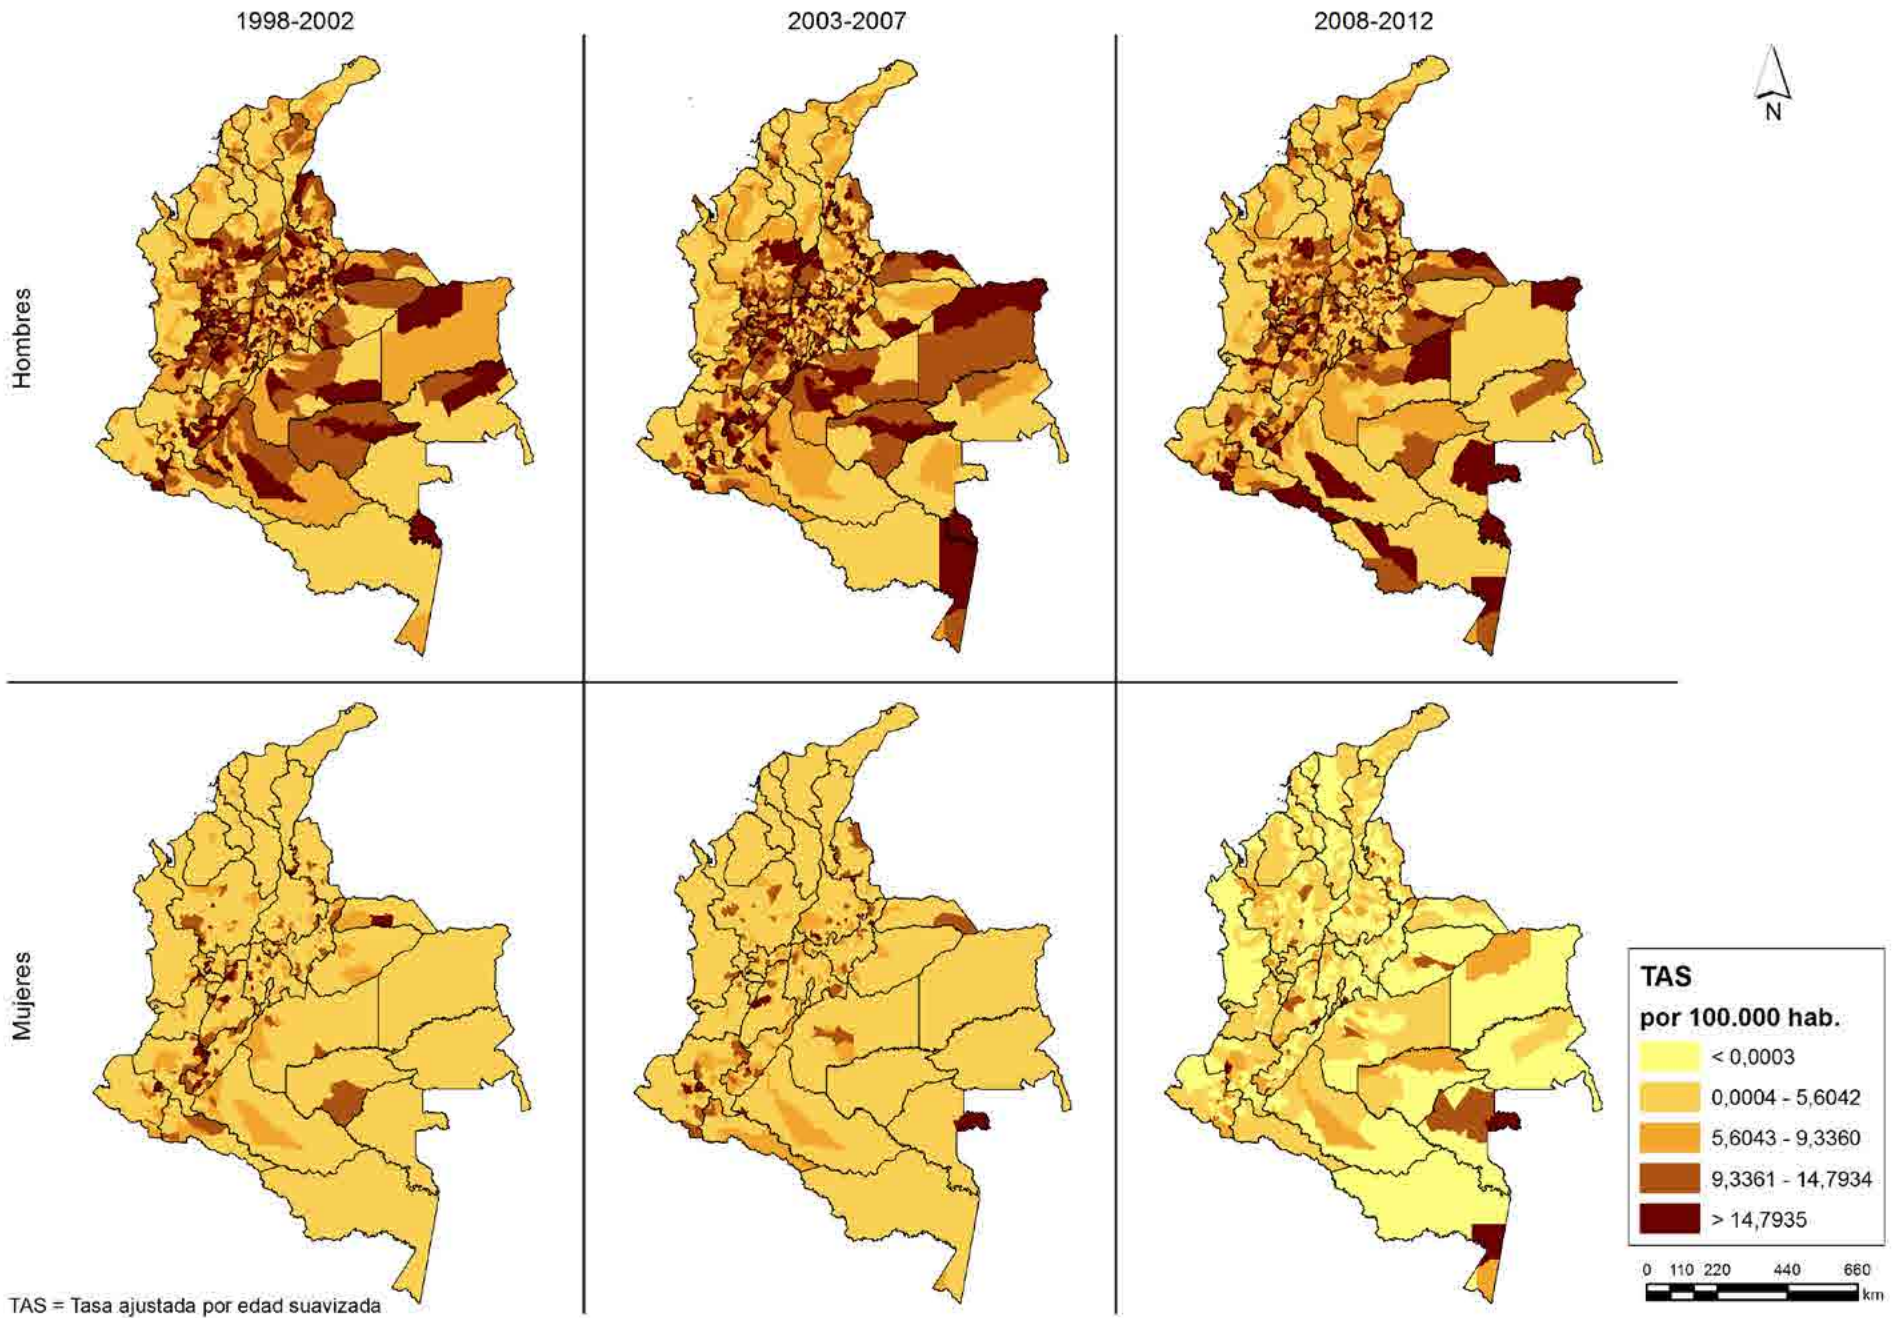 1998-2002
2003-2007
2008-2012
N
Hombres
Mujeres
TAS
por 100.000 hab.
< 0,0003
0,0004 - 5,6042
5,6043 - 9,3360
9,3361 - 14,7934
> 14,7935
0 110 220 440 660
km
TAS = Tasa ajustada por edad suavizada